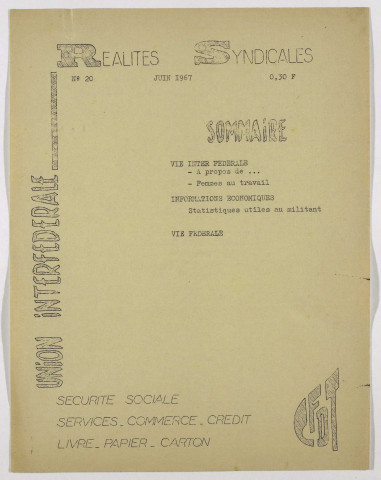 REALITES SYNDICALES
N° 20 JUIN 1967 0,30 F
UNION INTERFEDERALE
SOMMAIRE
VIE INTER FEDERALE
- A propos de ...
- Femmes au travail
INFORMATIONS ECONOMIQUES
Statistiques utiles au militant
VIE FEDERALE
SECURITE SOCIALE
SERVICES_COMMERCE_CREDIT
LIVRE_PAPIER_CARTON
CFDT